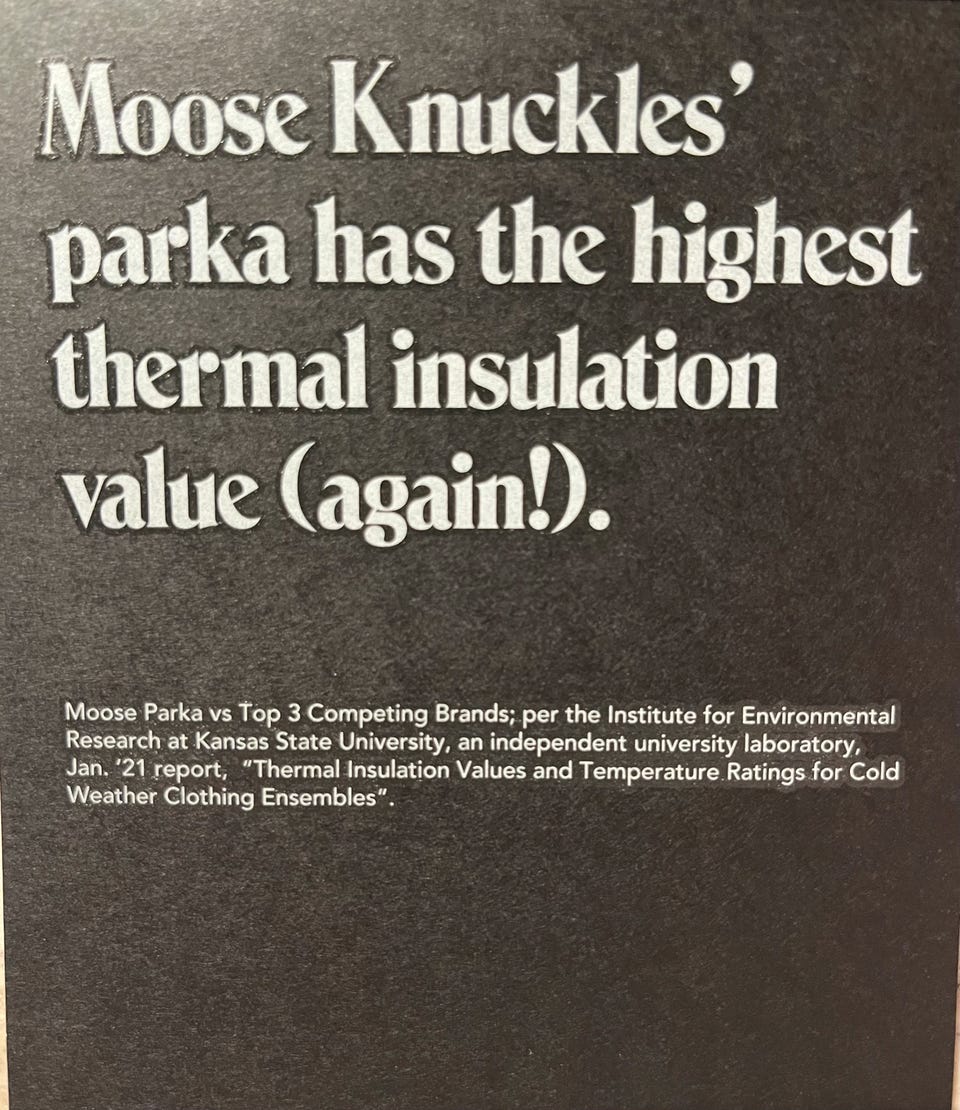 Moose Knuckles’
parka has the highest
thermal insulation
value (again!).
Moose Parka vs Top 3 Competing Brands; per the Institute for Environmental
Research at Kansas State University, an independent university laboratory,
Jan. ’21 report, ”Thermal Insulation Values and Temperature Ratings for Cold
Weather Clothing Ensembles”.